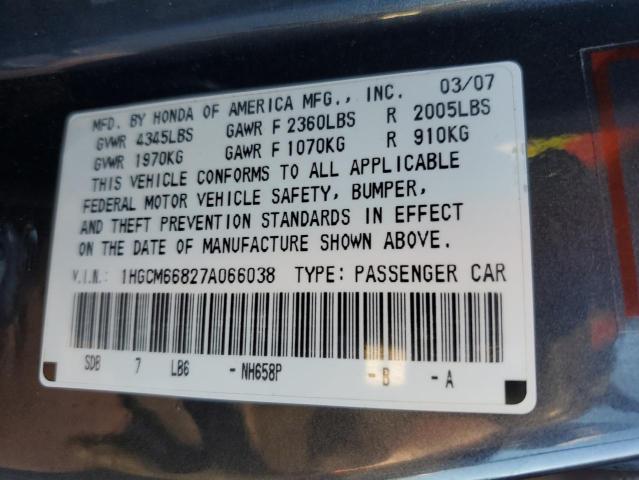 MFD. BY HONDA OF AMERICA MFG., INC. 03/07
GVWR 4345LBS GAWR F 2360LBS R 2005LBS
GVWR 1970KG GAWR F 1070KG R 910KG
THIS VEHICLE CONFORMS TO ALL APPLICABLE
FEDERAL MOTOR VEHICLE SAFETY, BUMPER,
AND THEFT PREVENTION STANDARDS IN EFFECT
ON THE DATE OF MANUFACTURE SHOWN ABOVE.
V.I.N.: 1HGCM66827A066038 TYPE: PASSENGER CAR
SDB 7 LB6 -NH658P -B -A